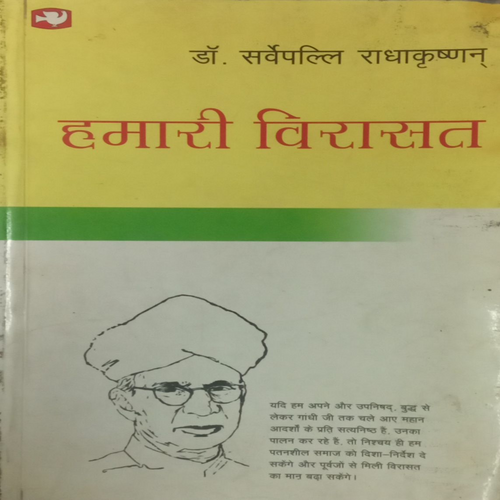 डॉ. सर्वेपल्लि राधाकृष्णन्
हमारी विरासत
यदि हम अपने और उपनिषद्, बुद्ध से
लेकर गांधी जी तक चले आए महान
आदर्शों के प्रति सत्यनिष्ठ है, उनका
पालन कर रहे हैं, तो निश्चय ही हम
पतनशील समाज को दिशा-निर्देश दे
सकेंगे और पूर्वजों से मिली विरासत
का मान बढ़ा सकेंगे।